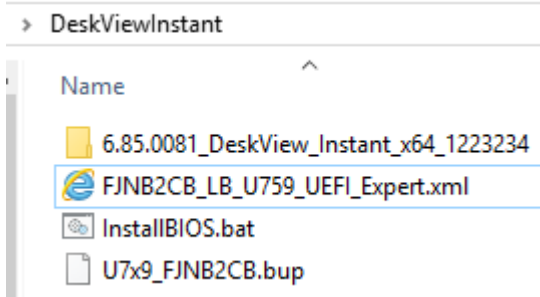 DeskViewInstant
Name
6.85.0081_DeskView_Instant_x64_1223234
FJNB2CB_LB_U759_UEFI_Expert.xml
InstallBIOS.bat
U7x9_FJNB2CB.bup